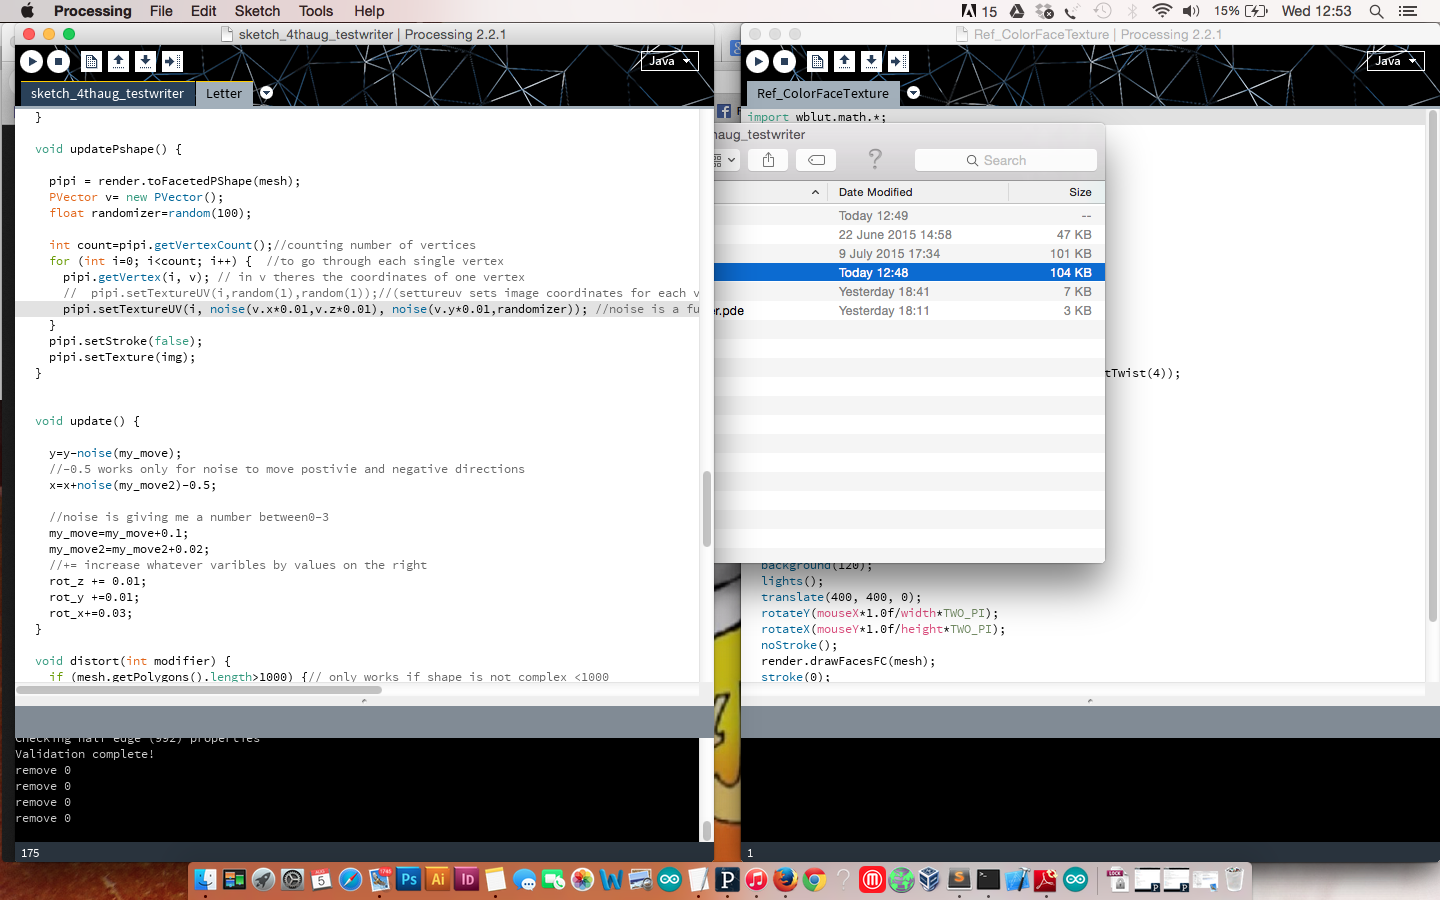 Processing File Edit Sketch Tools Help 15 15% Wed 12:53
sketch_4thaug_testwriter | Processing 2.2.1
Java
sketch_4thaug_testwriter Letter
}
void updatePshape() {
pipi = render.toFacetedPShape(mesh);
PVector v= new PVector();
float randomizer=random(100);
int count=pipi.getVertexCount();//counting number of vertices
for (int i=0; i<count; i++) { //to go through each single vertex
pipi.getVertex(i, v); // in v theres the coordinates of one vertex
// pipi.setTextureUV(i,random(1),random(1));//(settureuv sets image coordinates for each v
pipi.setTextureUV(i, noise(v.x*0.01,v.z*0.01), noise(v.y*0.01,randomizer)); //noise is a fu
}
pipi.setStroke(false);
pipi.setTexture(img);
}
void update() {
y=y-noise(my_move);
//-0.5 works only for noise to move postivie and negative directions
x=x+noise(my_move2)-0.5;
//noise is giving me a number between0-3
my_move=my_move+0.1;
my_move2=my_move2+0.02;
//+= increase whatever varibles by values on the right
rot_z += 0.01;
rot_y +=0.01;
rot_x+=0.03;
}
void distort(int modifier) {
if (mesh.getPolygons().length>1000) {// only works if shape is not complex <1000
Checking half edge (992) properties
Validation complete!
remove 0
remove 0
remove 0
remove 0
175
Ref_ColorFaceTexture | Processing 2.2.1
Java
Ref_ColorFaceTexture
import wblut.math.*;
haug_testwriter
Search
Date Modified Size
Today 12:49 --
22 June 2015 14:58 47 KB
9 July 2015 17:34 101 KB
Today 12:48 104 KB
Yesterday 18:41 7 KB
er.pde Yesterday 18:11 3 KB
tTwist(4));
background(120);
lights();
translate(400, 400, 0);
rotateY(mouseX*1.0f/width*TWO_PI);
rotateX(mouseY*1.0f/height*TWO_PI);
noStroke();
render.drawFacesFC(mesh);
stroke(0);
1
5 Ps Ai Id P LOCK